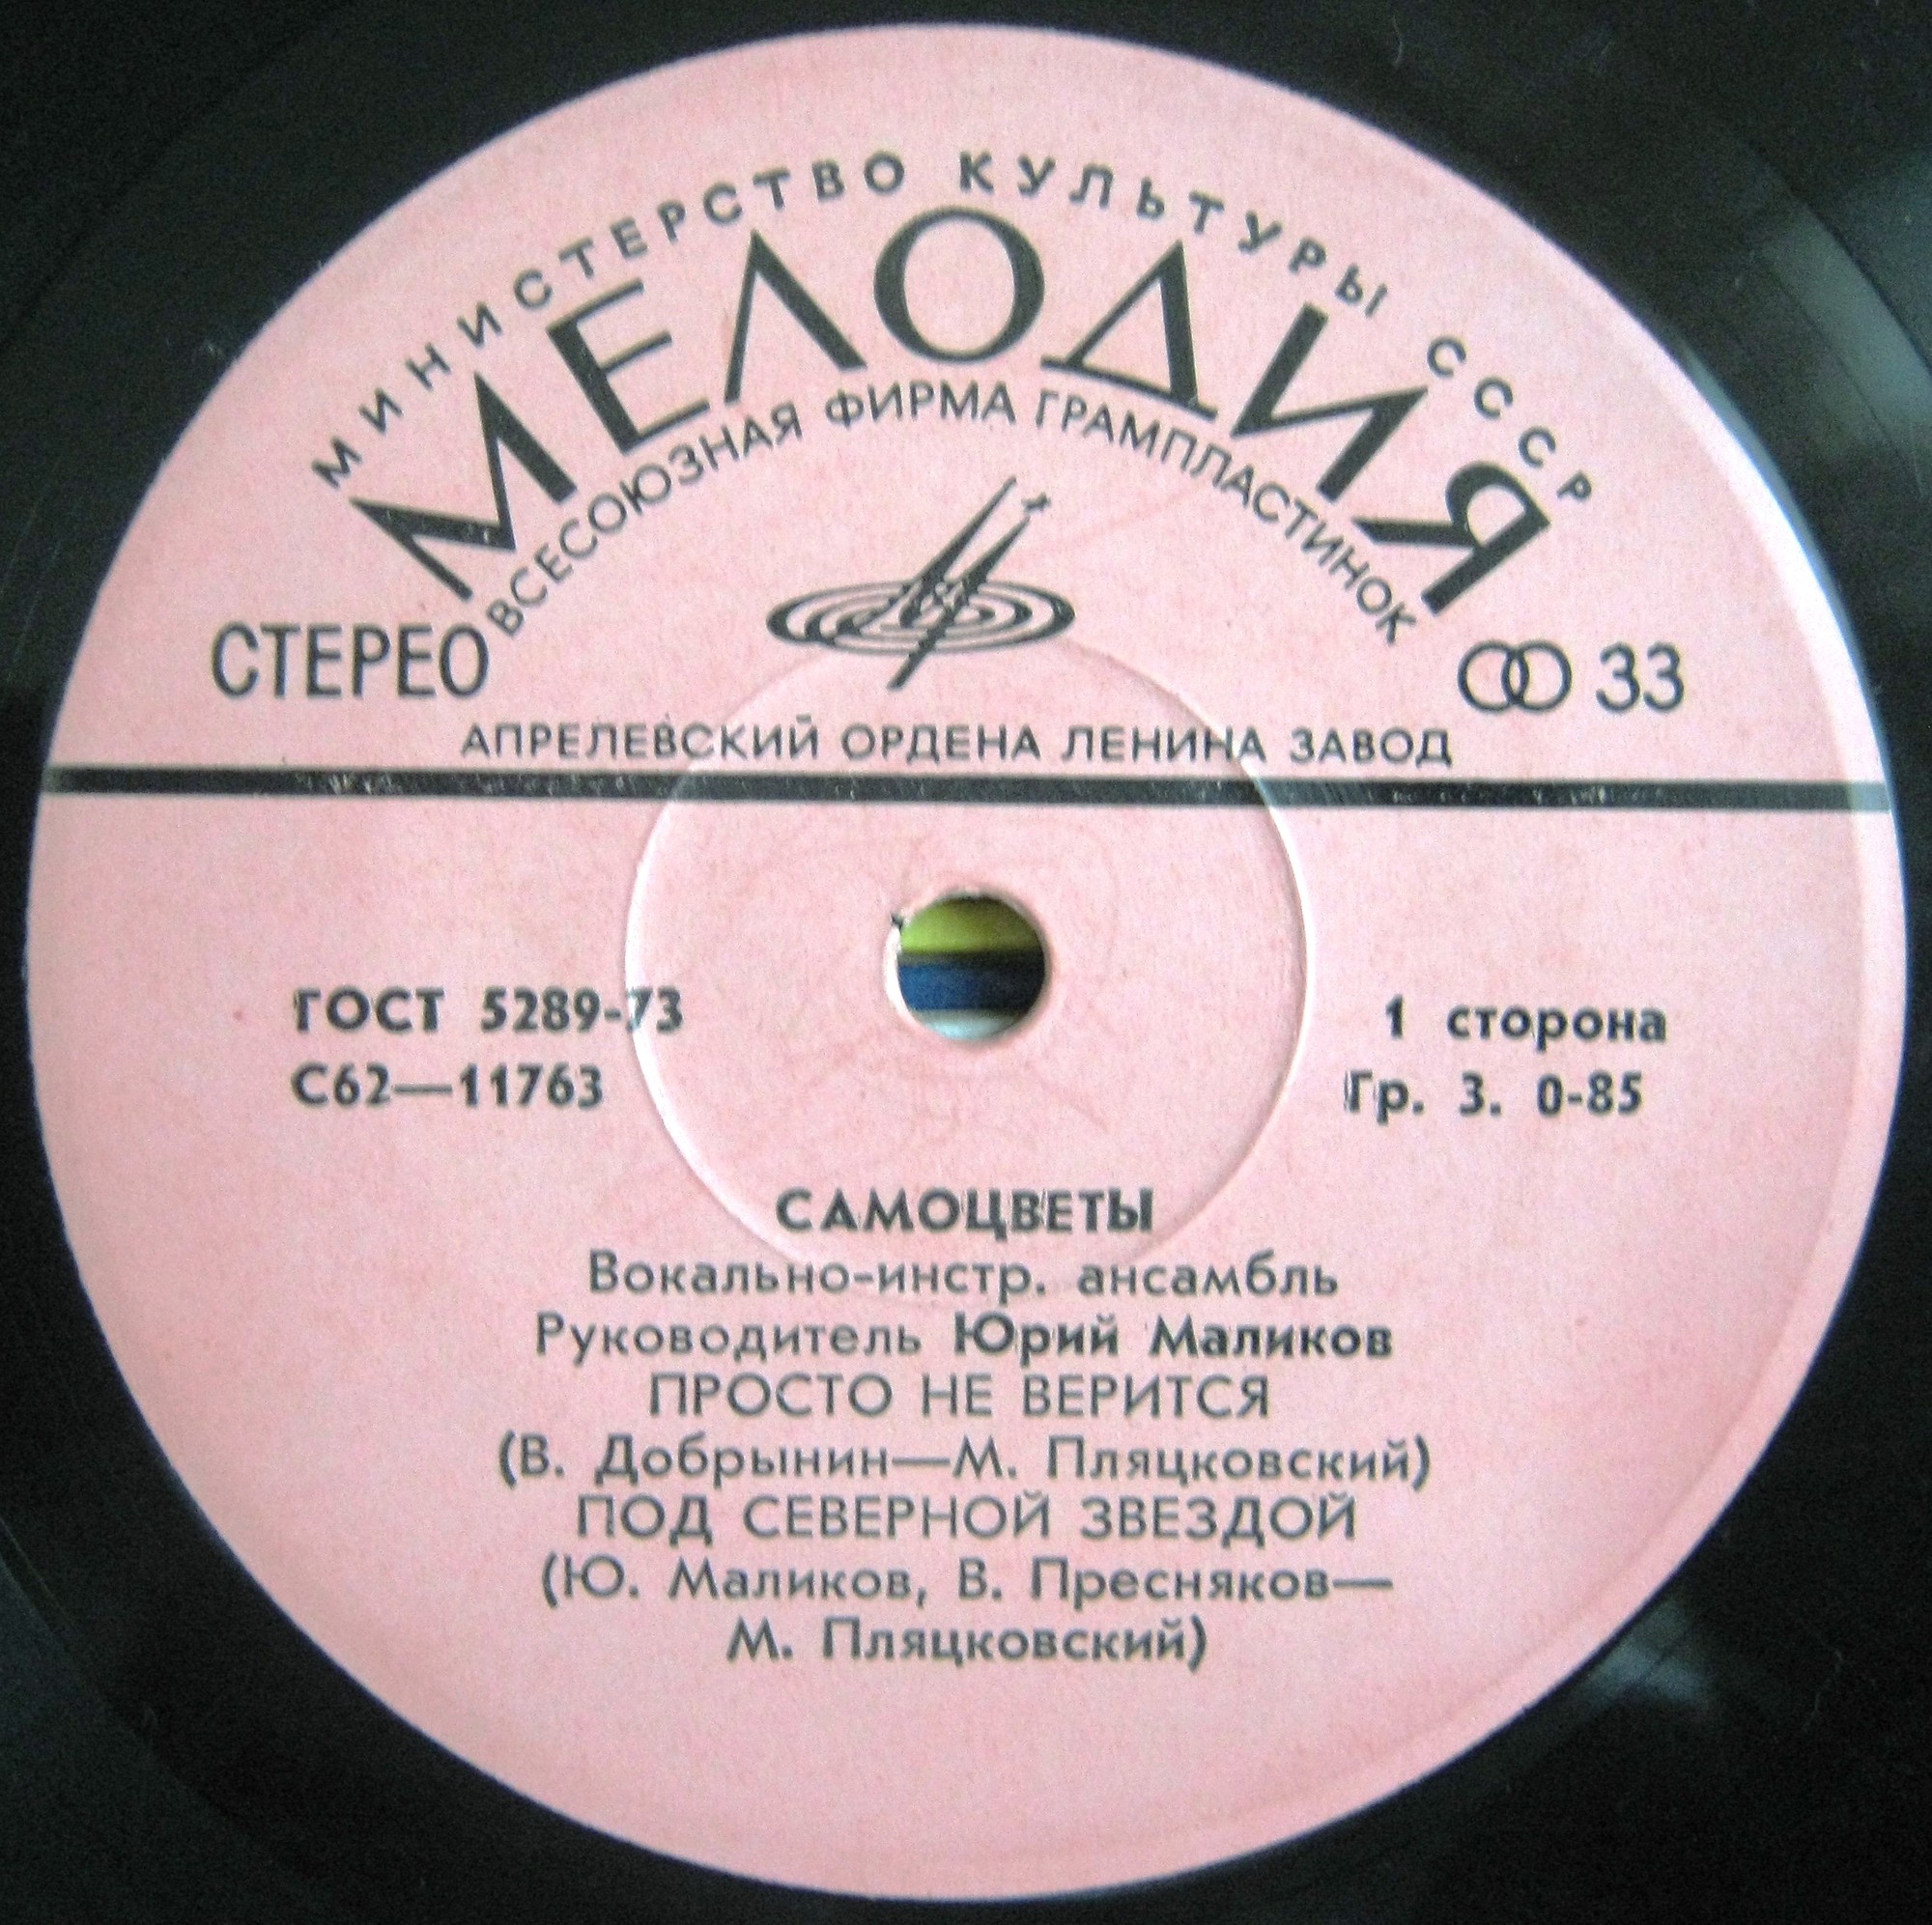 МИНИСТЕРСТВО КУЛЬТУРЫ СССР
МЕЛОДИЯ
ВСЕСОЮЗНАЯ ФИРМА ГРАМПЛАСТИНОК
СТЕРЕО
33
АПРЕЛЕВСКИЙ ОРДЕНА ЛЕНИНА ЗАВОД
ГОСТ 5289-73
С62—11763
1 сторона
Гр. 3. 0-85
САМОЦВЕТЫ
Вокально-инстр. ансамбль
Руководитель Юрий Маликов
ПРОСТО НЕ ВЕРИТСЯ
(В. Добрынин—М. Пляцковский)
ПОД СЕВЕРНОЙ ЗВЕЗДОЙ
(Ю. Маликов, В. Пресняков—
М. Пляцковский)